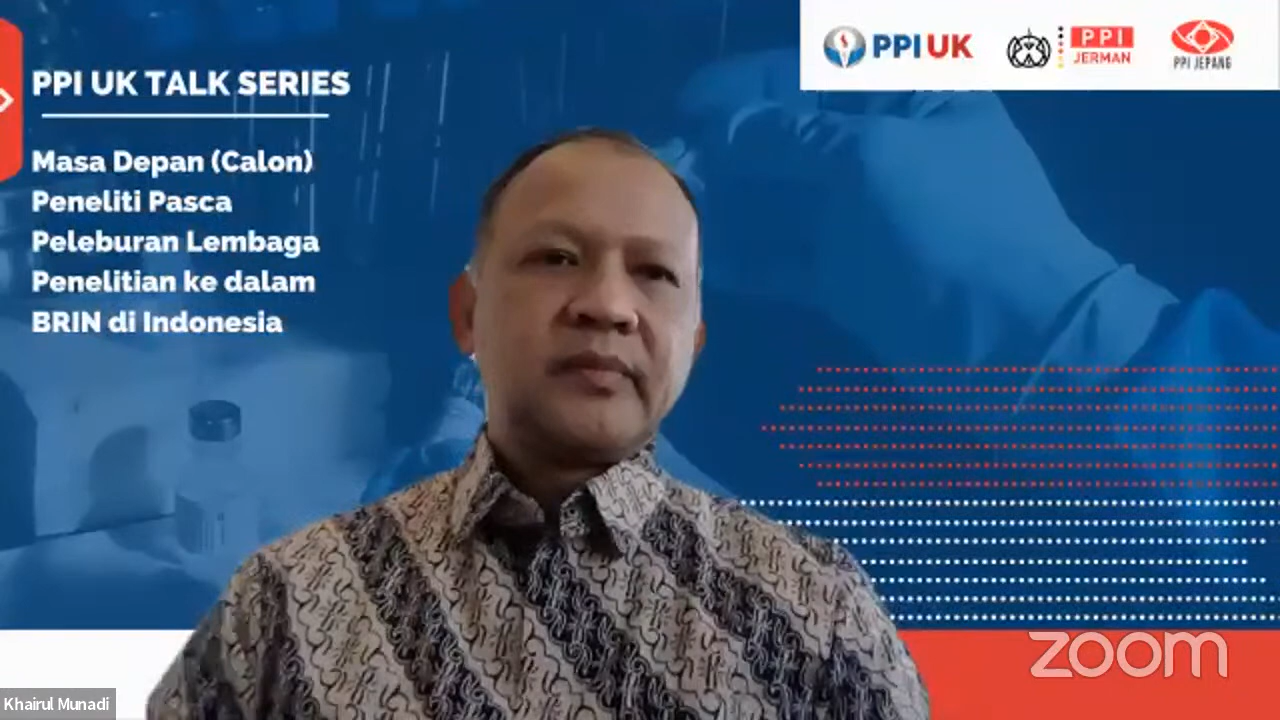 PPI UK TALK SERIES
Masa Depan (Calon)
Peneliti Pasca
Peleburan Lembaga
Penelitian ke dalam
BRIN di Indonesia
PPI UK
PPI
JERMAN
PPI JEPANG
zoom
Khairul Munadi